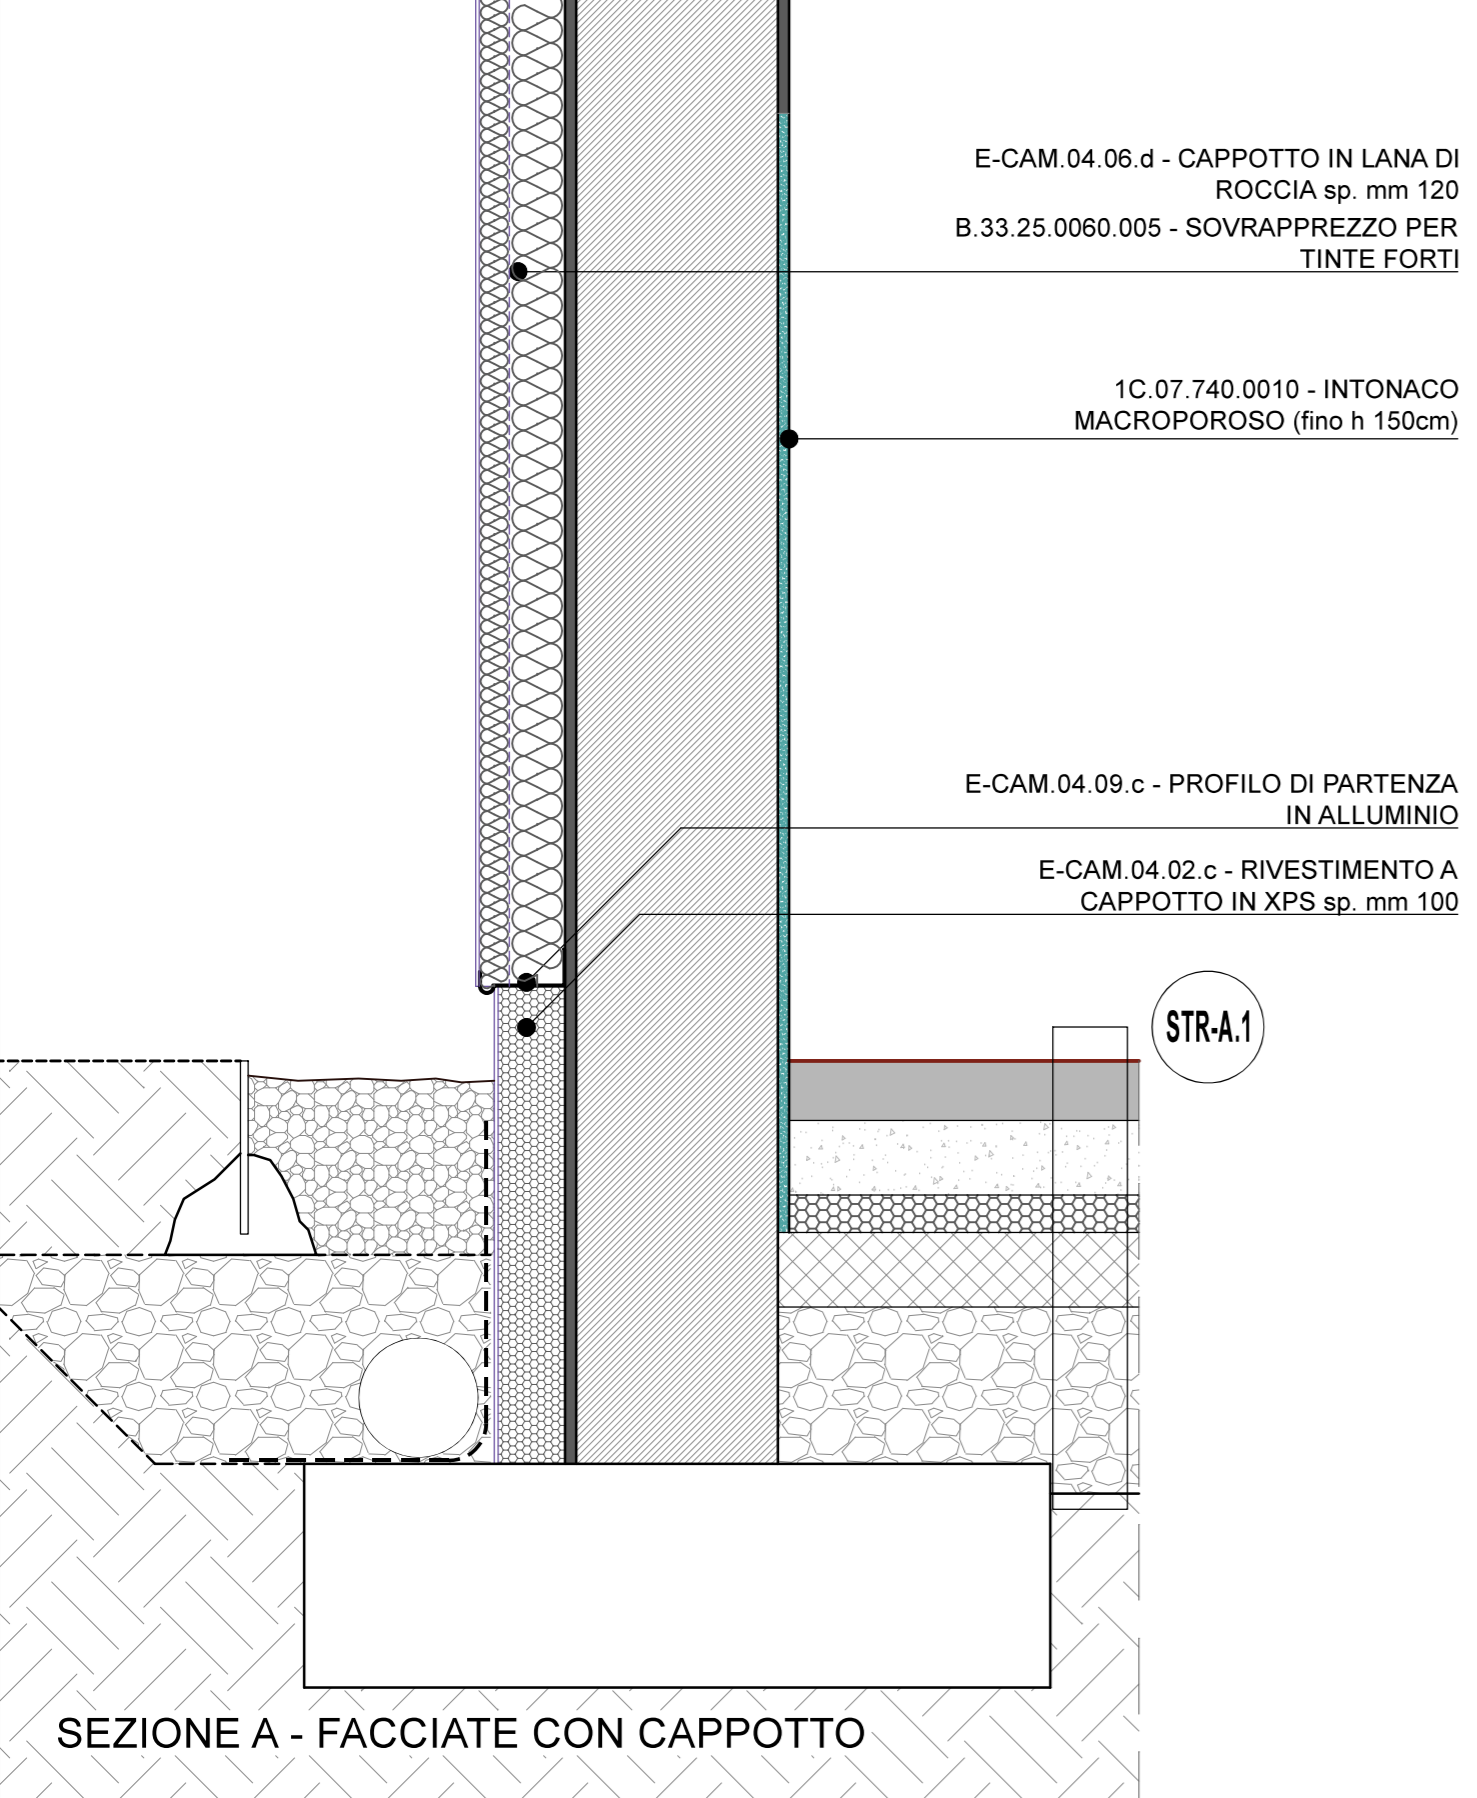 E-CAM.04.06.d - CAPPOTTO IN LANA DI
ROCCIA sp. mm 120
B.33.25.0060.005 - SOVRAPPREZZO PER
TINTE FORTI
1C.07.740.0010 - INTONACO
MACROPOROSO (fino h 150cm)
E-CAM.04.09.c - PROFILO DI PARTENZA
IN ALLUMINIO
E-CAM.04.02.c - RIVESTIMENTO A
CAPPOTTO IN XPS sp. mm 100
STR-A.1
SEZIONE A - FACCIATE CON CAPPOTTO